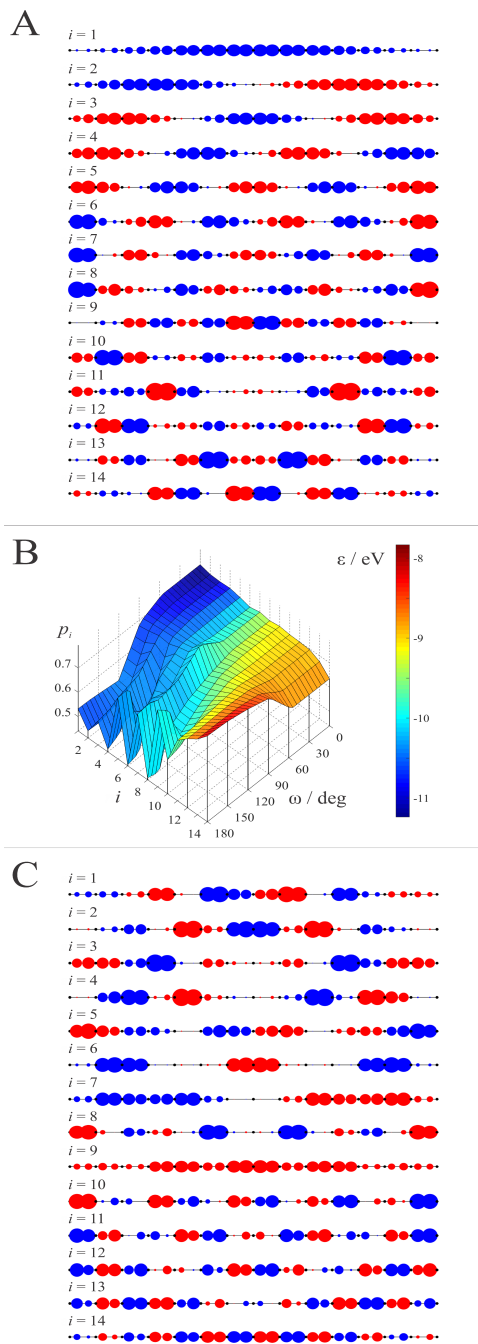 A
i = 1
i = 2
i = 3
i = 4
i = 5
i = 6
i = 7
i = 8
i = 9
i = 10
i = 11
i = 12
i = 13
i = 14
B
ε / eV
-8
-9
-10
-11
p_i
0.7
0.6
0.5
2
4
6
8
10
12
14
i
0
30
60
90
120
150
180
ω / deg
C
i = 1
i = 2
i = 3
i = 4
i = 5
i = 6
i = 7
i = 8
i = 9
i = 10
i = 11
i = 12
i = 13
i = 14